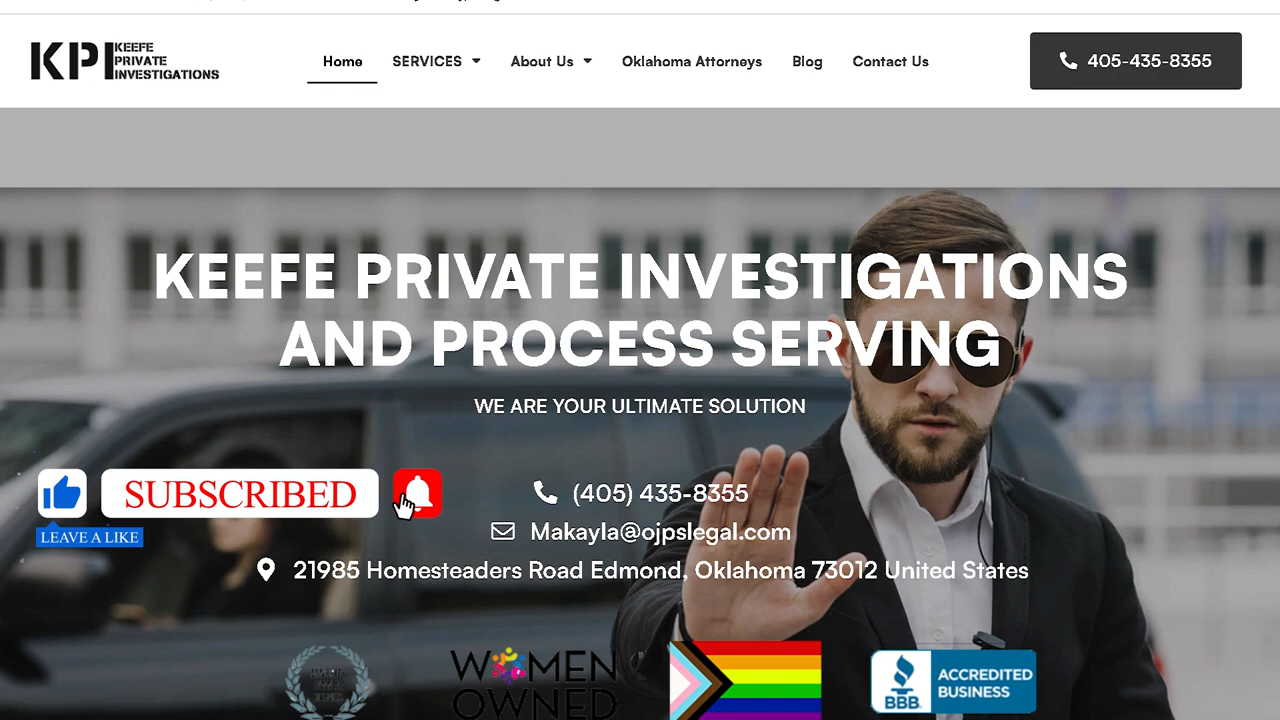 KPI
KEEFE
PRIVATE
INVESTIGATIONS
Home
SERVICES
About Us
Oklahoma Attorneys
Blog
Contact Us
405-435-8355
KEEFE PRIVATE INVESTIGATIONS
AND PROCESS SERVING
WE ARE YOUR ULTIMATE SOLUTION
SUBSCRIBED
LEAVE A LIKE
(405) 435-8355
Makayla@ojpslegal.com
21985 Homesteaders Road Edmond, Oklahoma 73012 United States
WOMEN
OWNED
BBB
ACCREDITED
BUSINESS